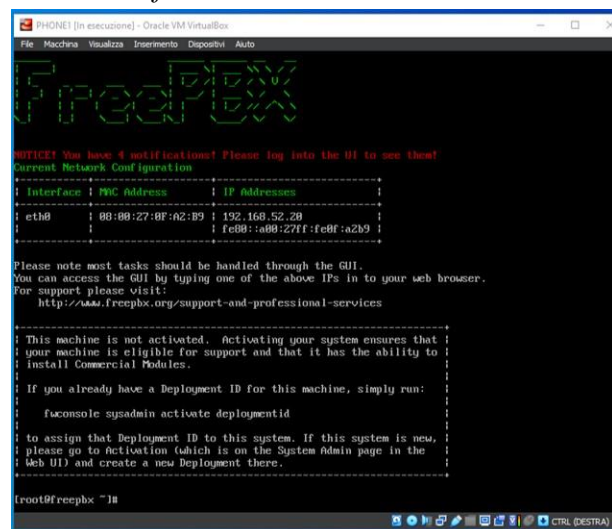 PHONE1 [In esecuzione] - Oracle VM VirtualBox
File Macchina Visualizza Inserimento Dispositivi Aiuto
FreePBX
NOTICE! You have 4 notifications! Please log into the UI to see them!
Current Network Configuration
Interface MAC Address IP Addresses
eth0 08:00:27:0F:A2:B9 192.168.52.20
fe80::a00:27ff:fe0f:a2b9
Please note most tasks should be handled through the GUI.
You can access the GUI by typing one of the above IPs in to your web browser.
For support please visit:
http://www.freepbx.org/support-and-professional-services
This machine is not activated. Activating your system ensures that
your machine is eligible for support and that it has the ability to
install Commercial Modules.
If you already have a Deployment ID for this machine, simply run:
fwconsole sysadmin activate deploymentid
to assign that Deployment ID to this system. If this system is new,
please go to Activation (which is on the System Admin page in the
Web UI) and create a new Deployment there.
[root@freepbx ~]#
CTRL (DESTRA)